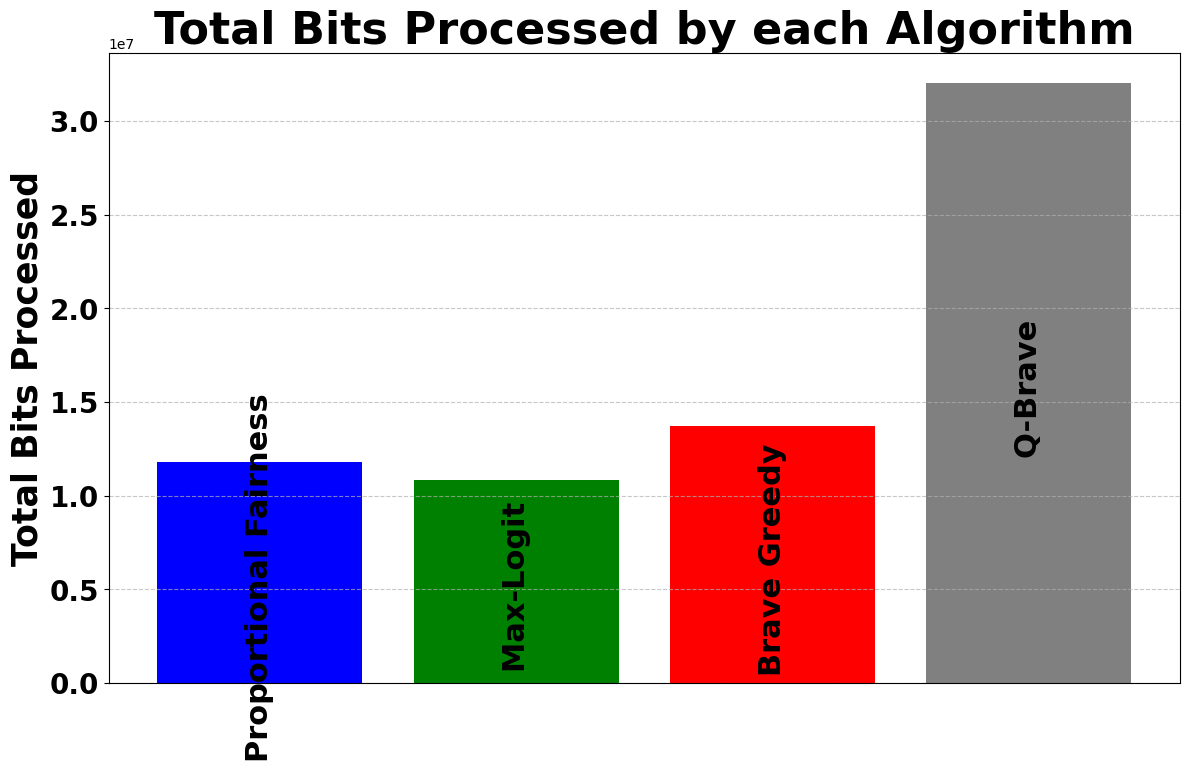 Total Bits Processed by each Algorithm
1e7
Total Bits Processed
3.0
2.5
2.0
1.5
1.0
0.5
0.0
Proportional Fairness
Max-Logit
Brave Greedy
Q-Brave